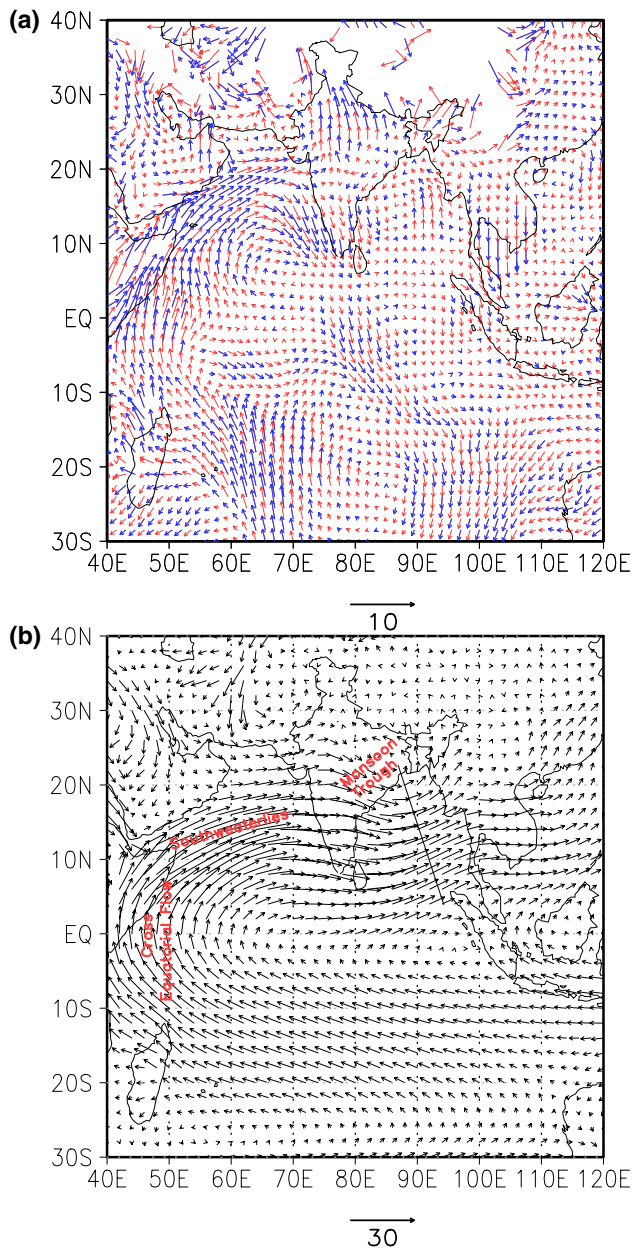 (a)
40N
30N
20N
10N
EQ
10S
20S
30S
40E 50E 60E 70E 80E 90E 100E 110E 120E
10
(b)
40N
30N
20N
10N
EQ
10S
20S
30S
Monsoon
Trough
Southwesterlies
Cross
Equatorial Flow
40E 50E 60E 70E 80E 90E 100E 110E 120E
30